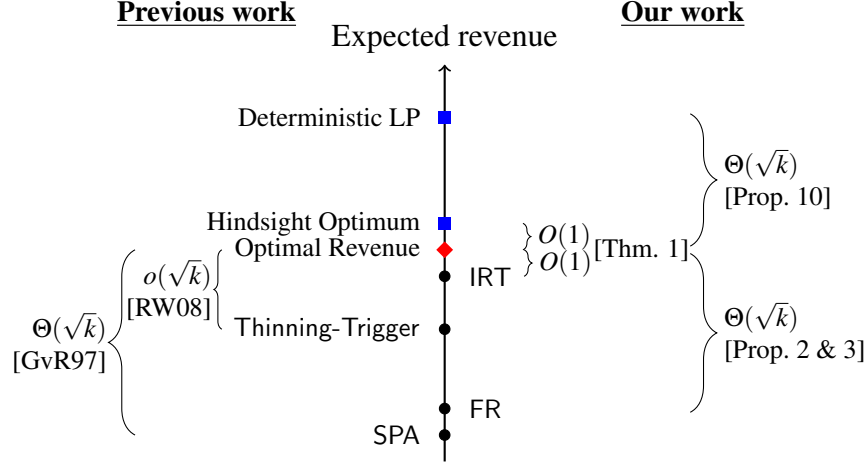 Previous work
Our work
Expected revenue
Deterministic LP
Θ(√k)
[Prop. 10]
Hindsight Optimum
O(1)
Optimal Revenue
[Thm. 1]
O(1)
o(√k)
[RW08]
IRT
Θ(√k)
[GvR97]
Thinning-Trigger
Θ(√k)
[Prop. 2 & 3]
FR
SPA